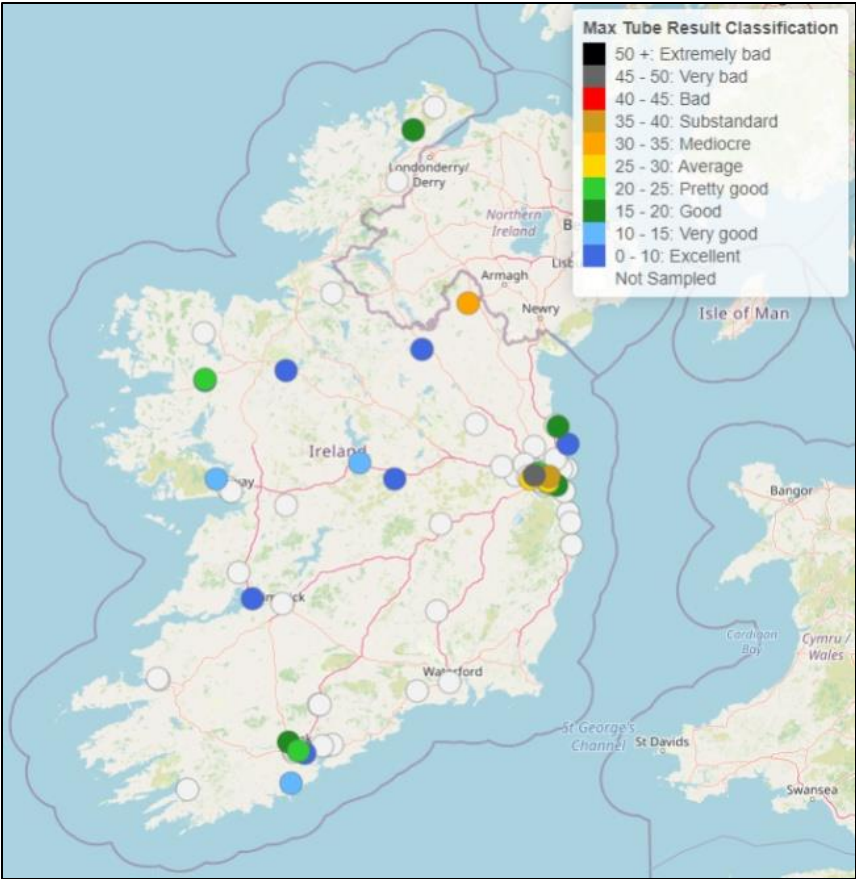 Max Tube Result Classification
50 +: Extremely bad
45 - 50: Very bad
40 - 45: Bad
35 - 40: Substandard
30 - 35: Mediocre
25 - 30: Average
20 - 25: Pretty good
15 - 20: Good
10 - 15: Very good
0 - 10: Excellent
Not Sampled
Londonderry/
Derry
Northern
Ireland
B
Lisb
Armagh
Newry
Isle of Man
Ireland
way
Bangor
Cardigan
Bay
Cymru /
Wales
Waterford
St George's
Channel
St Davids
Swansea